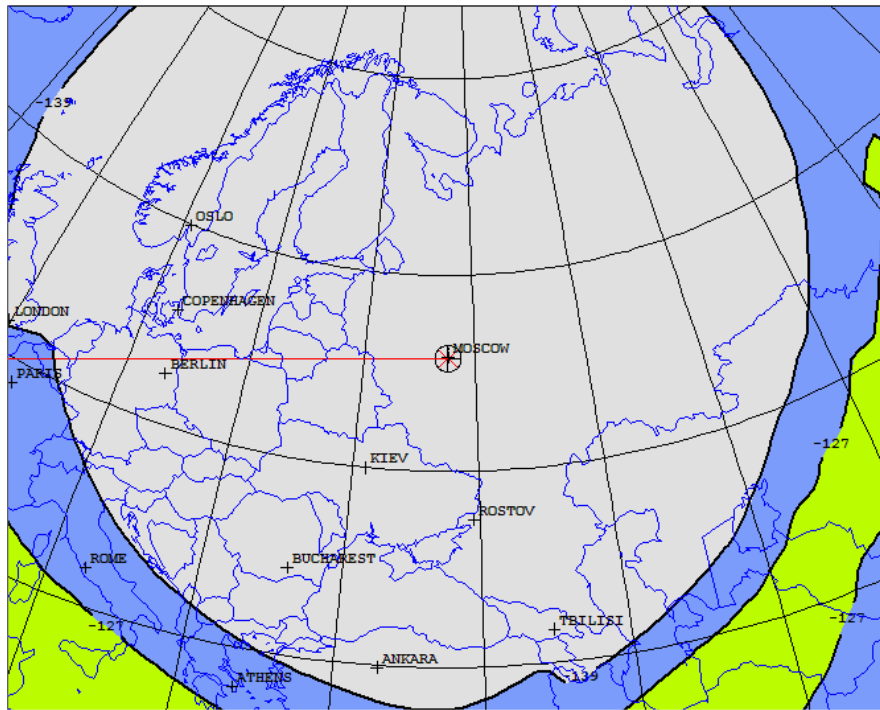 -139
OSLO
COPENHAGEN
LONDON
MOSCOW
BERLIN
PARIS
-127
KIEV
ROSTOV
ROME
BUCHAREST
-127
-127
TBILISI
ANKARA
-139
ATHENS